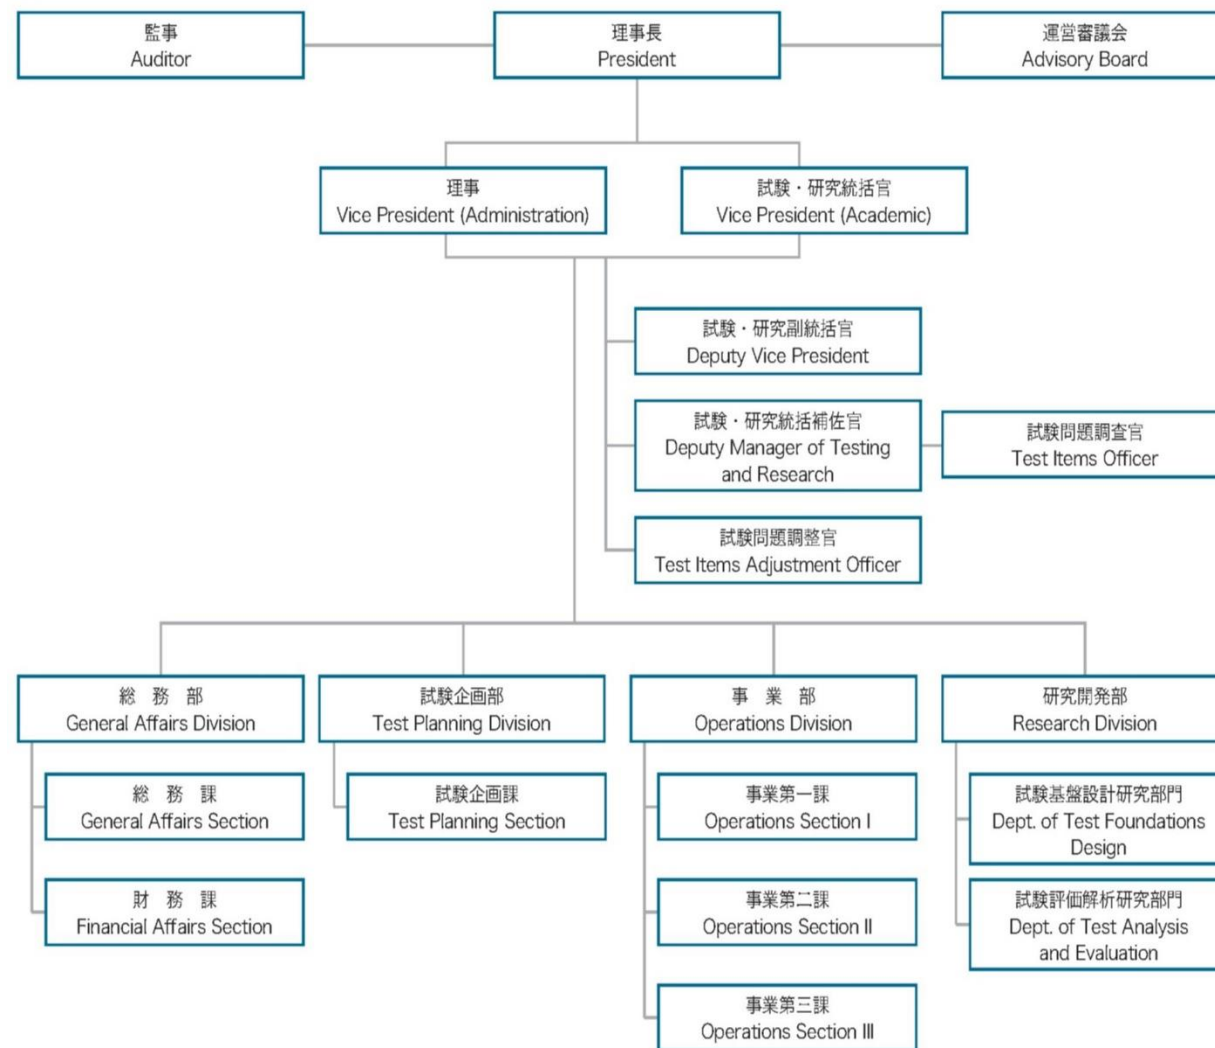 監事
Auditor
理事長
President
運営審議会
Advisory Board
理事
Vice President (Administration)
試験・研究統括官
Vice President (Academic)
試験・研究副統括官
Deputy Vice President
試験・研究統括補佐官
Deputy Manager of Testing
and Research
試験問題調査官
Test Items Officer
試験問題調整官
Test Items Adjustment Officer
総　務　部
General Affairs Division
試験企画部
Test Planning Division
事　業　部
Operations Division
研究開発部
Research Division
総　務　課
General Affairs Section
試験企画課
Test Planning Section
事業第一課
Operations Section I
試験基盤設計研究部門
Dept. of Test Foundations
Design
財　務　課
Financial Affairs Section
事業第二課
Operations Section II
試験評価解析研究部門
Dept. of Test Analysis
and Evaluation
事業第三課
Operations Section III